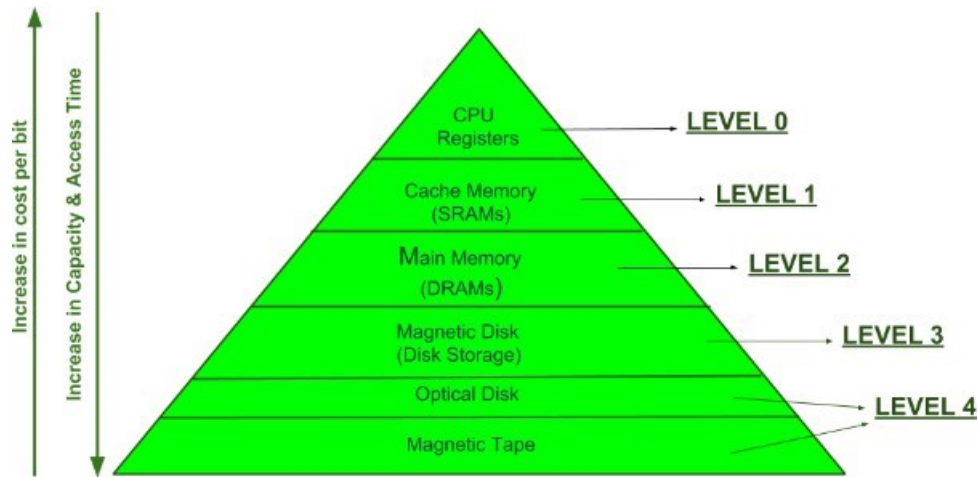 Increase in cost per bit
Increase in Capacity & Access Time
CPU
Registers
LEVEL 0
Cache Memory
(SRAMs)
LEVEL 1
Main Memory
(DRAMs)
LEVEL 2
Magnetic Disk
(Disk Storage)
LEVEL 3
Optical Disk
LEVEL 4
Magnetic Tape